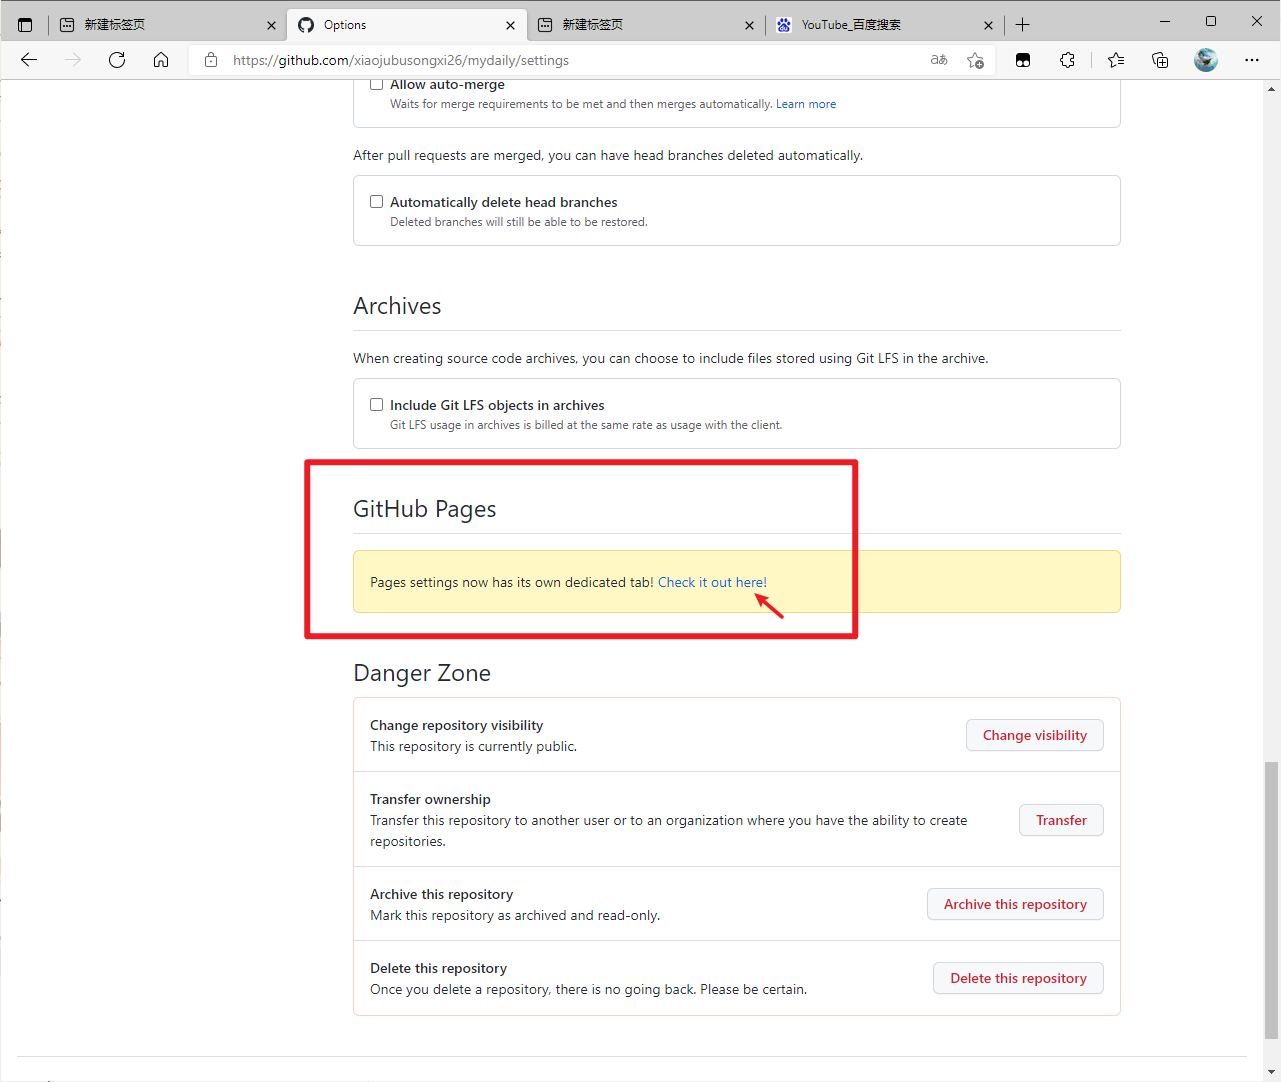 新建标签页
Options
新建标签页
YouTube_百度搜索
https://github.com/xiaojubusongxi26/mydaily/settings
Allow auto-merge
Waits for merge requirements to be met and then merges automatically. Learn more
After pull requests are merged, you can have head branches deleted automatically.
Automatically delete head branches
Deleted branches will still be able to be restored.
Archives
When creating source code archives, you can choose to include files stored using Git LFS in the archive.
Include Git LFS objects in archives
Git LFS usage in archives is billed at the same rate as usage with the client.
GitHub Pages
Pages settings now has its own dedicated tab! Check it out here!
Danger Zone
Change repository visibility
This repository is currently public.
Change visibility
Transfer ownership
Transfer this repository to another user or to an organization where you have the ability to create
repositories.
Transfer
Archive this repository
Mark this repository as archived and read-only.
Archive this repository
Delete this repository
Once you delete a repository, there is no going back. Please be certain.
Delete this repository